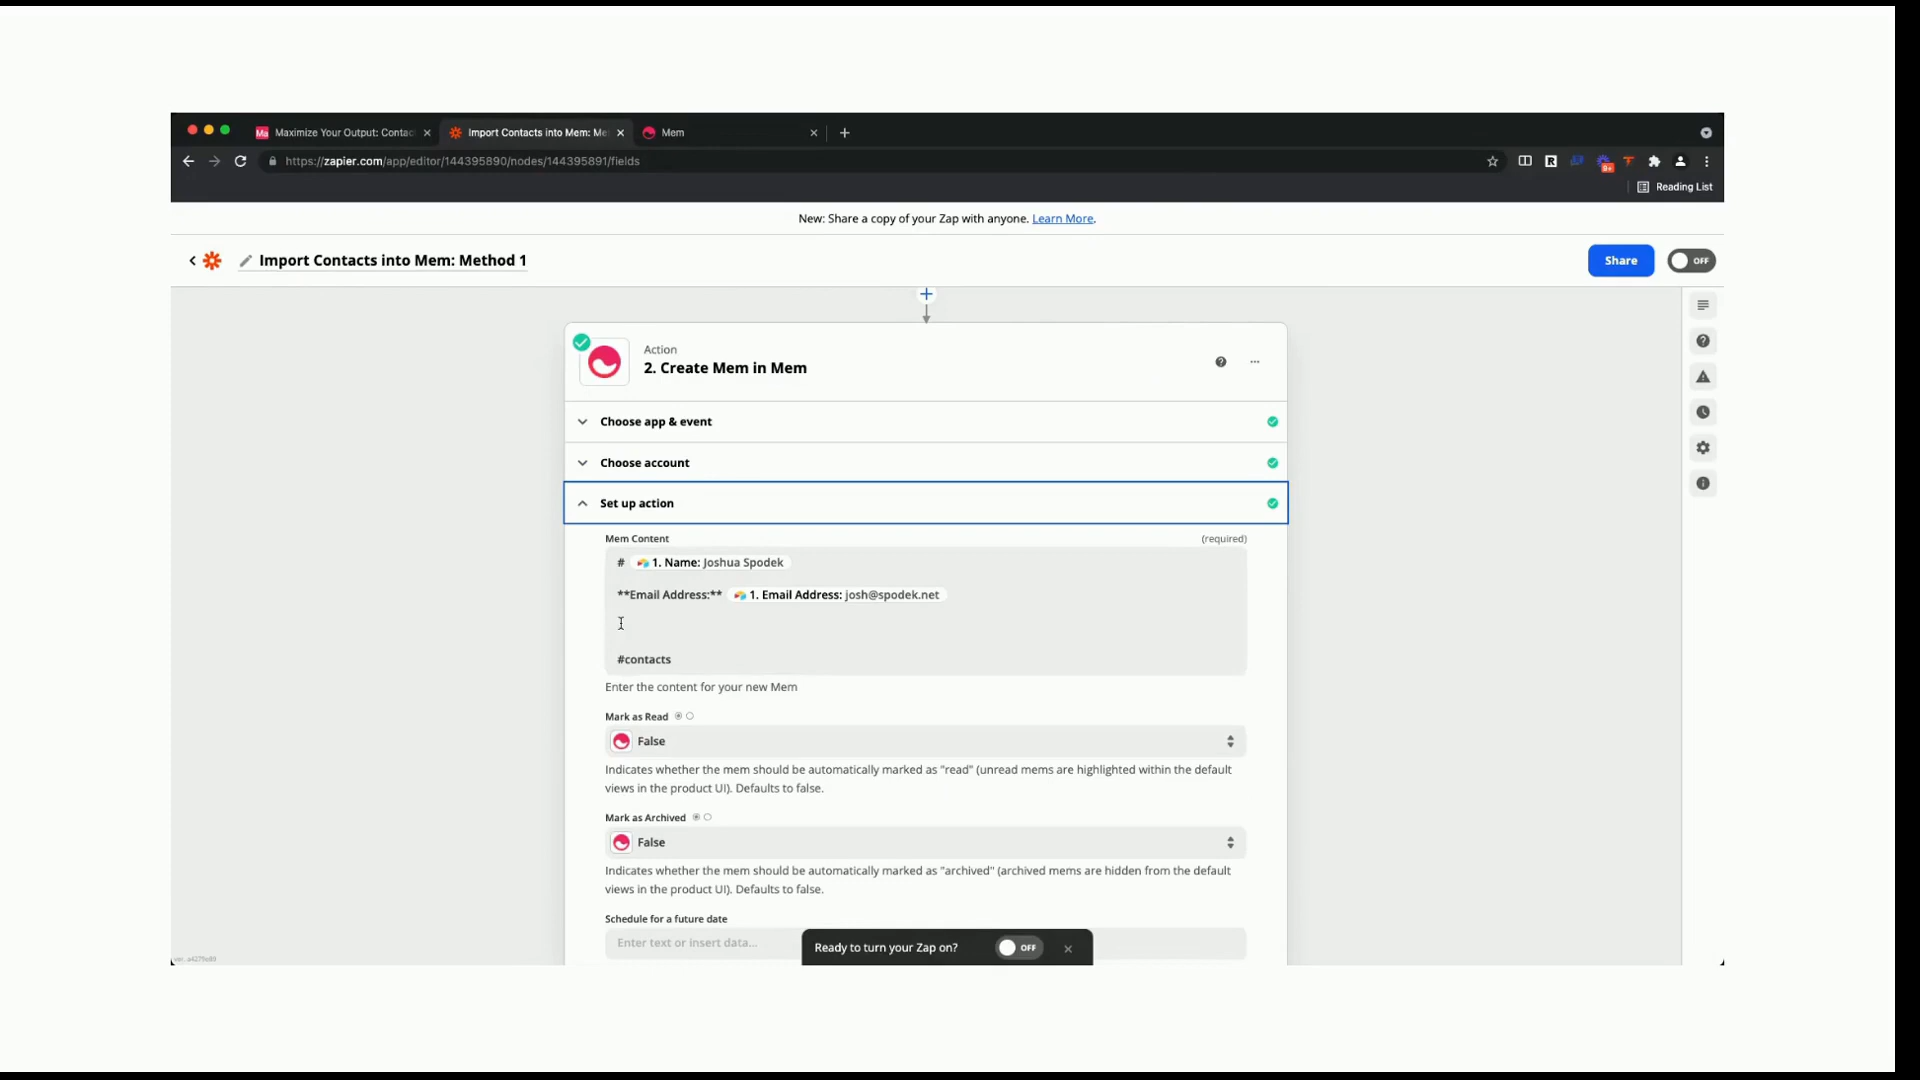 Maximize Your Output: Contac
Import Contacts into Mem: Me
Mem
https://zapier.com/app/editor/144395890/nodes/144395891/fields
9+
Reading List
New: Share a copy of your Zap with anyone. Learn More.
Import Contacts into Mem: Method 1
Share
OFF
Action
2. Create Mem in Mem
Choose app & event
Choose account
Set up action
Mem Content (required)
# 1. Name: Joshua Spodek
**Email Address:** 1. Email Address: josh@spodek.net
#contacts
Enter the content for your new Mem
Mark as Read
False
Indicates whether the mem should be automatically marked as "read" (unread mems are highlighted within the default
views in the product UI). Defaults to false.
Mark as Archived
False
Indicates whether the mem should be automatically marked as "archived" (archived mems are hidden from the default
views in the product UI). Defaults to false.
Schedule for a future date
Enter text or insert data...
Ready to turn your Zap on? OFF